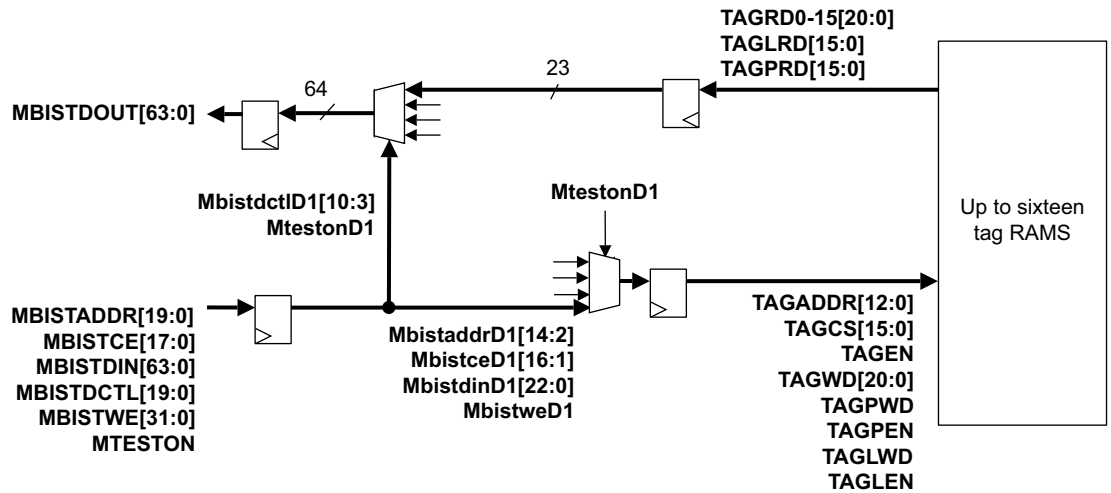 TAGRD0-15[20:0]
TAGLRD[15:0]
TAGPRD[15:0]
23
64
MBISTDOUT[63:0]
MbistdctlD1[10:3]
MtestonD1
MtestonD1
Up to sixteen
tag RAMS
MBISTADDR[19:0]
MBISTCE[17:0]
MBISTDIN[63:0]
MBISTDCTL[19:0]
MBISTWE[31:0]
MTESTON
MbistaddrD1[14:2]
MbistceD1[16:1]
MbistdinD1[22:0]
MbistweD1
TAGADDR[12:0]
TAGCS[15:0]
TAGEN
TAGWD[20:0]
TAGPWD
TAGPEN
TAGLWD
TAGLEN